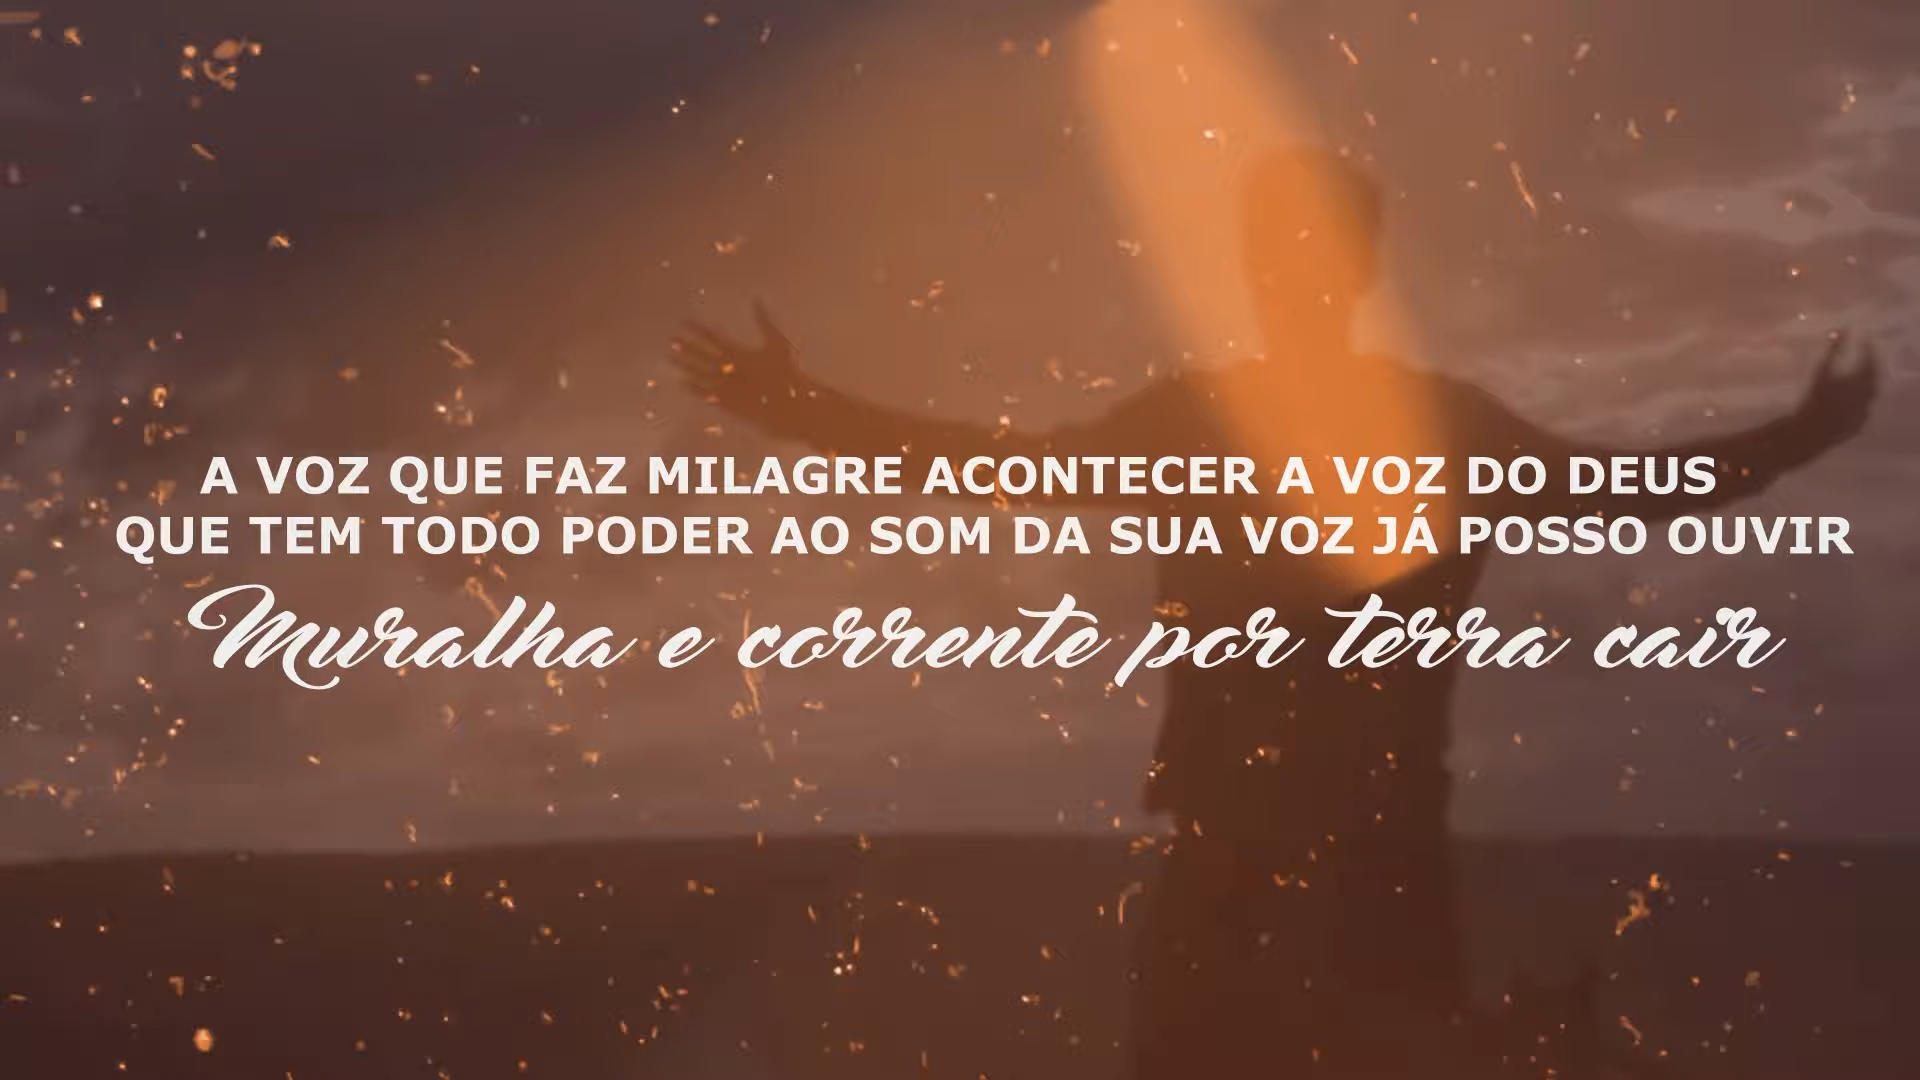 A VOZ QUE FAZ MILAGRE ACONTECER A VOZ DO DEUS
QUE TEM TODO PODER AO SOM DA SUA VOZ JÁ POSSO OUVIR
Muralha e corrente por terra cair